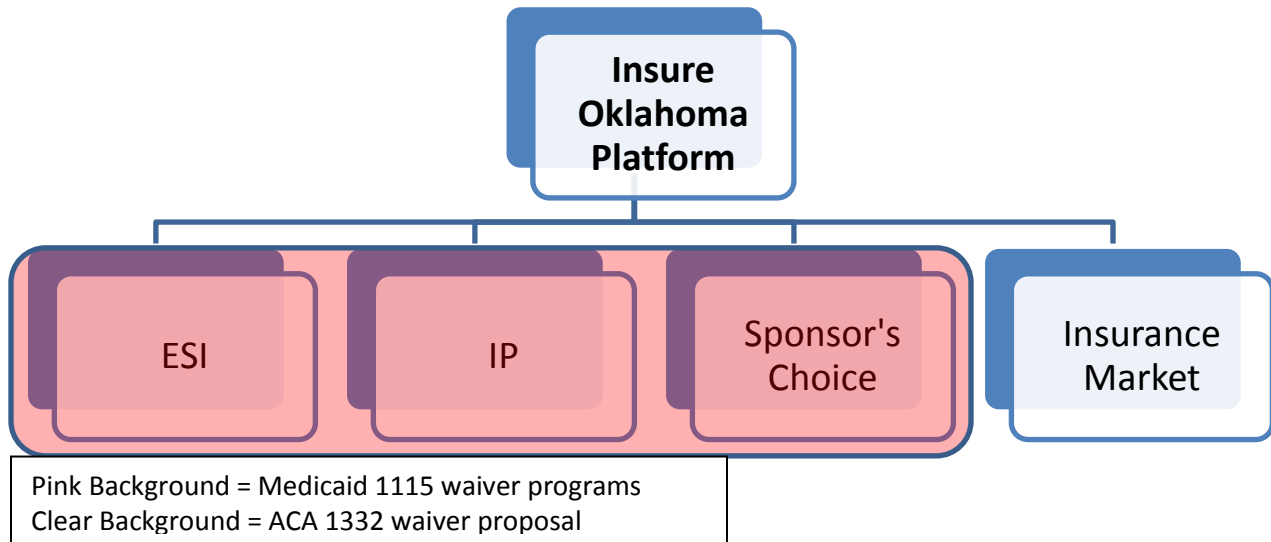 Insure
Oklahoma
Platform
ESI
IP
Sponsor's
Choice
Insurance
Market
Pink Background = Medicaid 1115 waiver programs
Clear Background = ACA 1332 waiver proposal